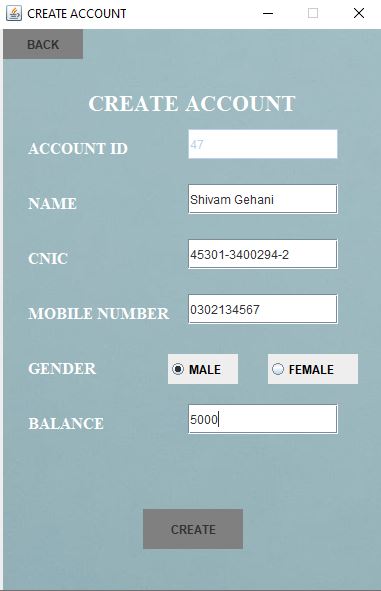 CREATE ACCOUNT
BACK
CREATE ACCOUNT
ACCOUNT ID 47
NAME Shivam Gehani
CNIC 45301-3400294-2
MOBILE NUMBER 0302134567
GENDER MALE FEMALE
BALANCE 5000
CREATE